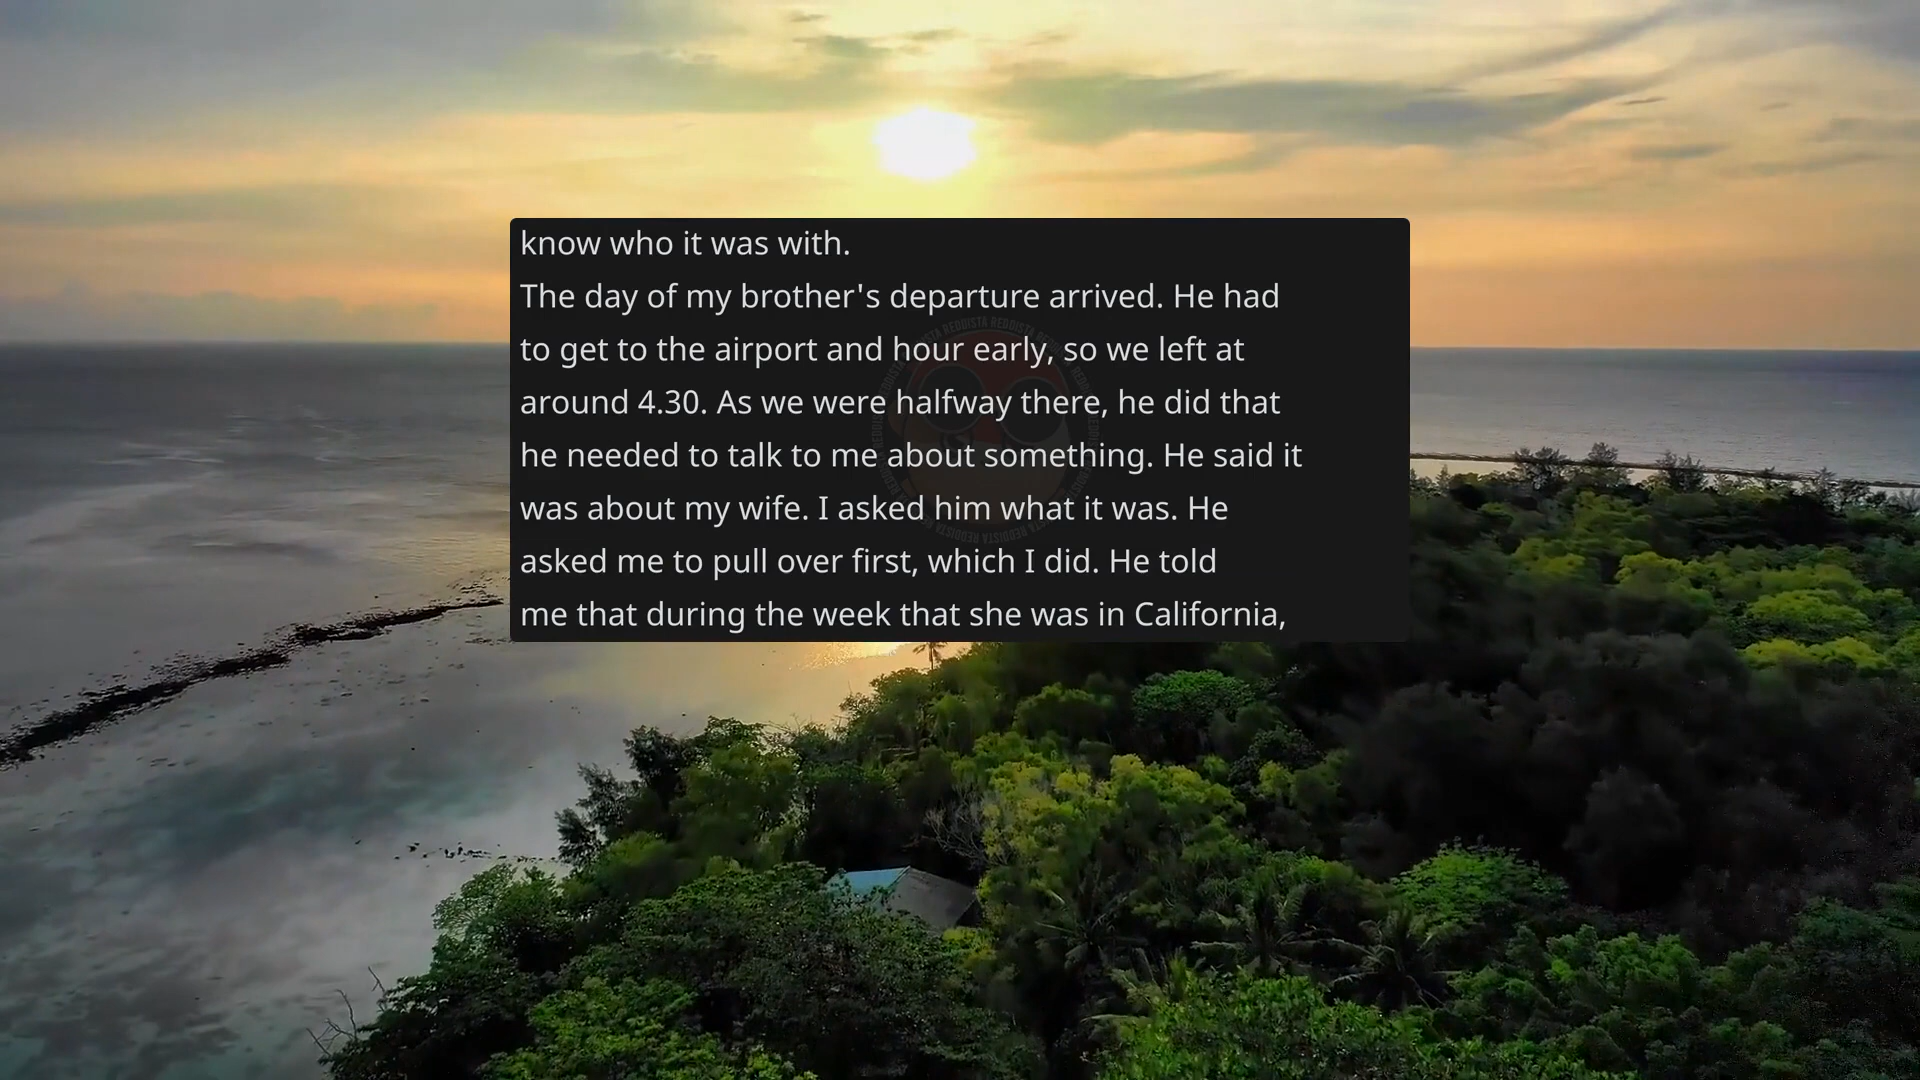 know who it was with.
The day of my brother's departure arrived. He had
to get to the airport and hour early, so we left at
around 4.30. As we were halfway there, he did that
he needed to talk to me about something. He said it
was about my wife. I asked him what it was. He
asked me to pull over first, which I did. He told
me that during the week that she was in California,
REDDISTA REDDISTA REDDISTA